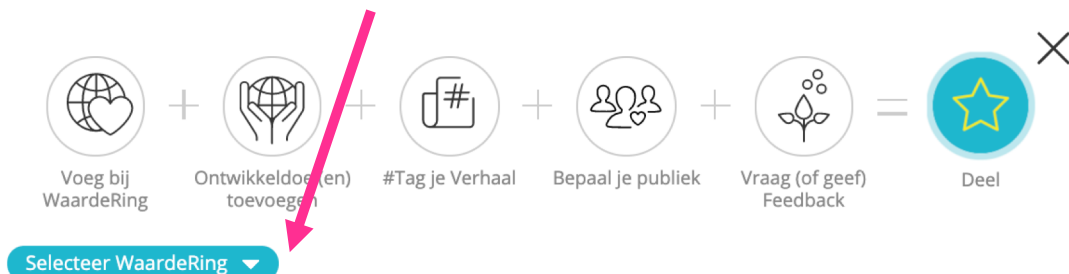 #
Voeg bij
WaardeRing
Ontwikkeldoel(en)
toevoegen
#Tag je Verhaal
Bepaal je publiek
Vraag (of geef)
Feedback
Deel
Selecteer WaardeRing